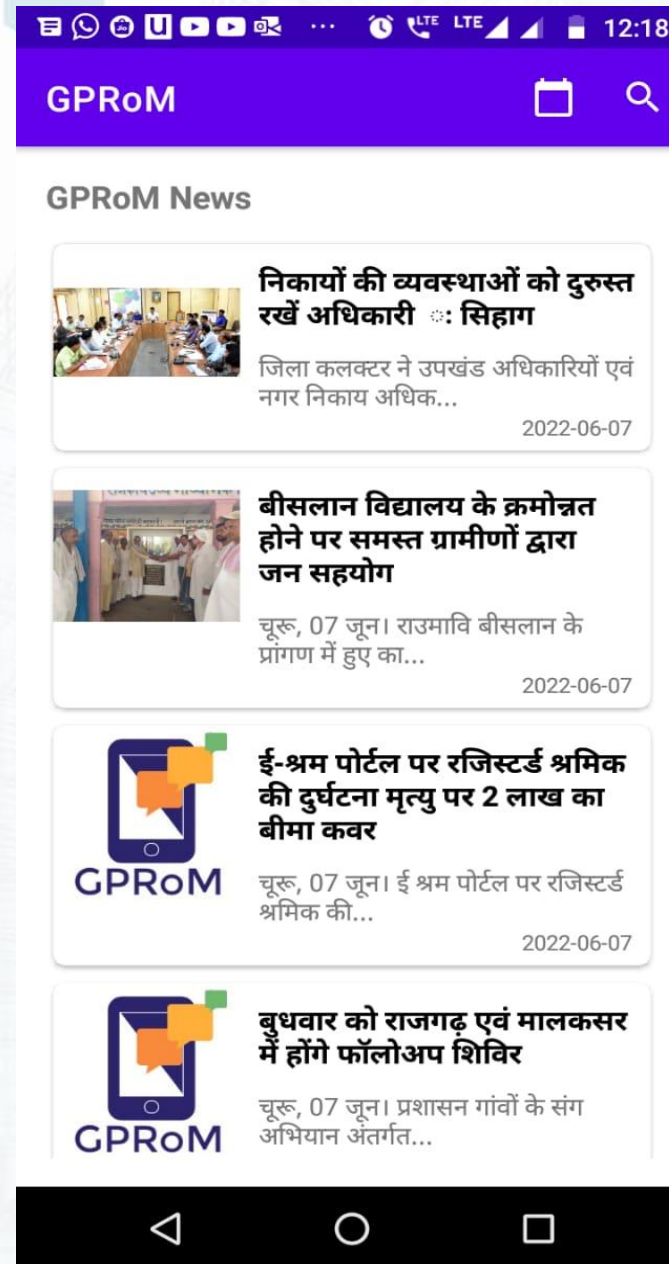 LTE LTE 12:18
GPRoM
GPRoM News
निकायों की व्यवस्थाओं को दुरुस्त
रखें अधिकारी ः: सिहाग
जिला कलक्टर ने उपखंड अधिकारियों एवं
नगर निकाय अधिक...
2022-06-07
बीसलान विद्यालय के क्रमोन्नत
होने पर समस्त ग्रामीणों द्वारा
जन सहयोग
चूरू, 07 जून। राउमावि बीसलान के
प्रांगण में हुए का...
2022-06-07
GPRoM
ई-श्रम पोर्टल पर रजिस्टर्ड श्रमिक
की दुर्घटना मृत्यु पर 2 लाख का
बीमा कवर
चूरू, 07 जून। ई श्रम पोर्टल पर रजिस्टर्ड
श्रमिक की...
2022-06-07
GPRoM
बुधवार को राजगढ़ एवं मालकसर
में होंगे फॉलोअप शिविर
चूरू, 07 जून। प्रशासन गांवों के संग
अभियान अंतर्गत...